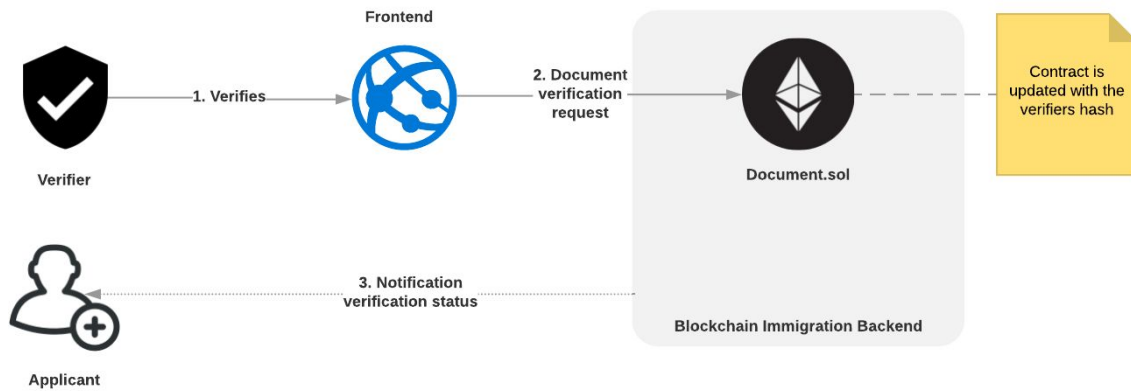 Frontend
1. Verifies
2. Document
verification
request
Contract is
updated with the
verifiers hash
Verifier
Document.sol
3. Notification
verification status
Blockchain Immigration Backend
Applicant